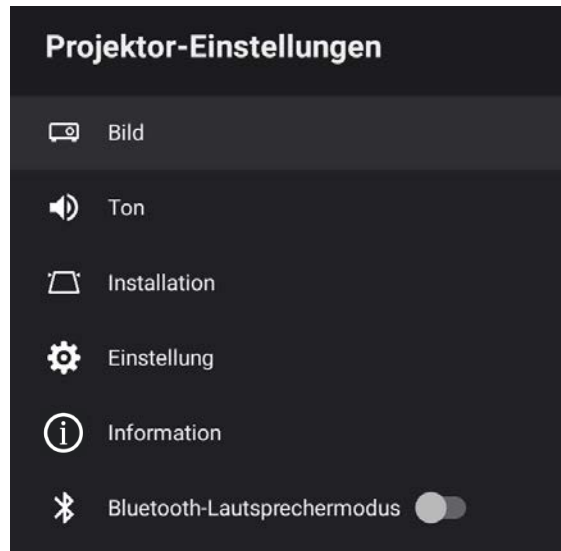 Projektor-Einstellungen
Bild
Ton
Installation
Einstellung
Information
Bluetooth-Lautsprechermodus